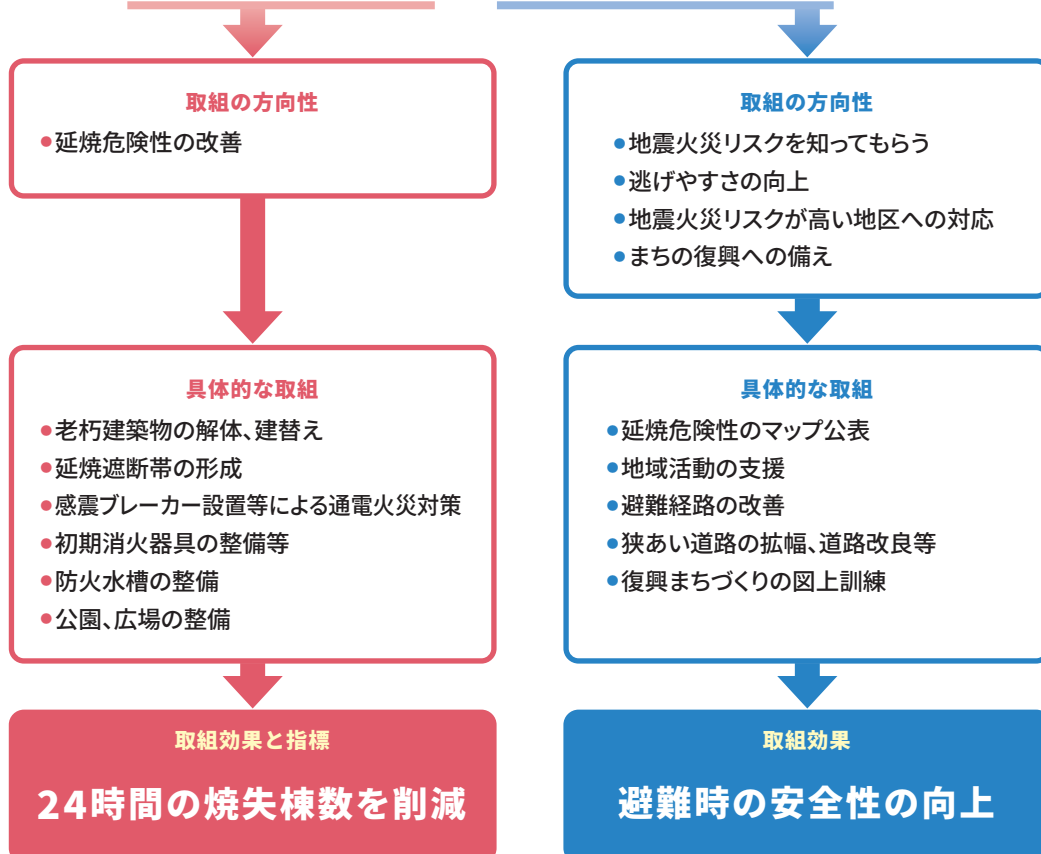 取組の方向性
●延焼危険性の改善
具体的な取組
●老朽建築物の解体、建替え
●延焼遮断帯の形成
●感震ブレーカー設置等による通電火災対策
●初期消火器具の整備等
●防火水槽の整備
●公園、広場の整備
取組効果と指標
24時間の焼失棟数を削減
取組の方向性
●地震火災リスクを知ってもらう
●逃げやすさの向上
●地震火災リスクが高い地区への対応
●まちの復興への備え
具体的な取組
●延焼危険性のマップ公表
●地域活動の支援
●避難経路の改善
●狭あい道路の拡幅、道路改良等
●復興まちづくりの図上訓練
取組効果
避難時の安全性の向上